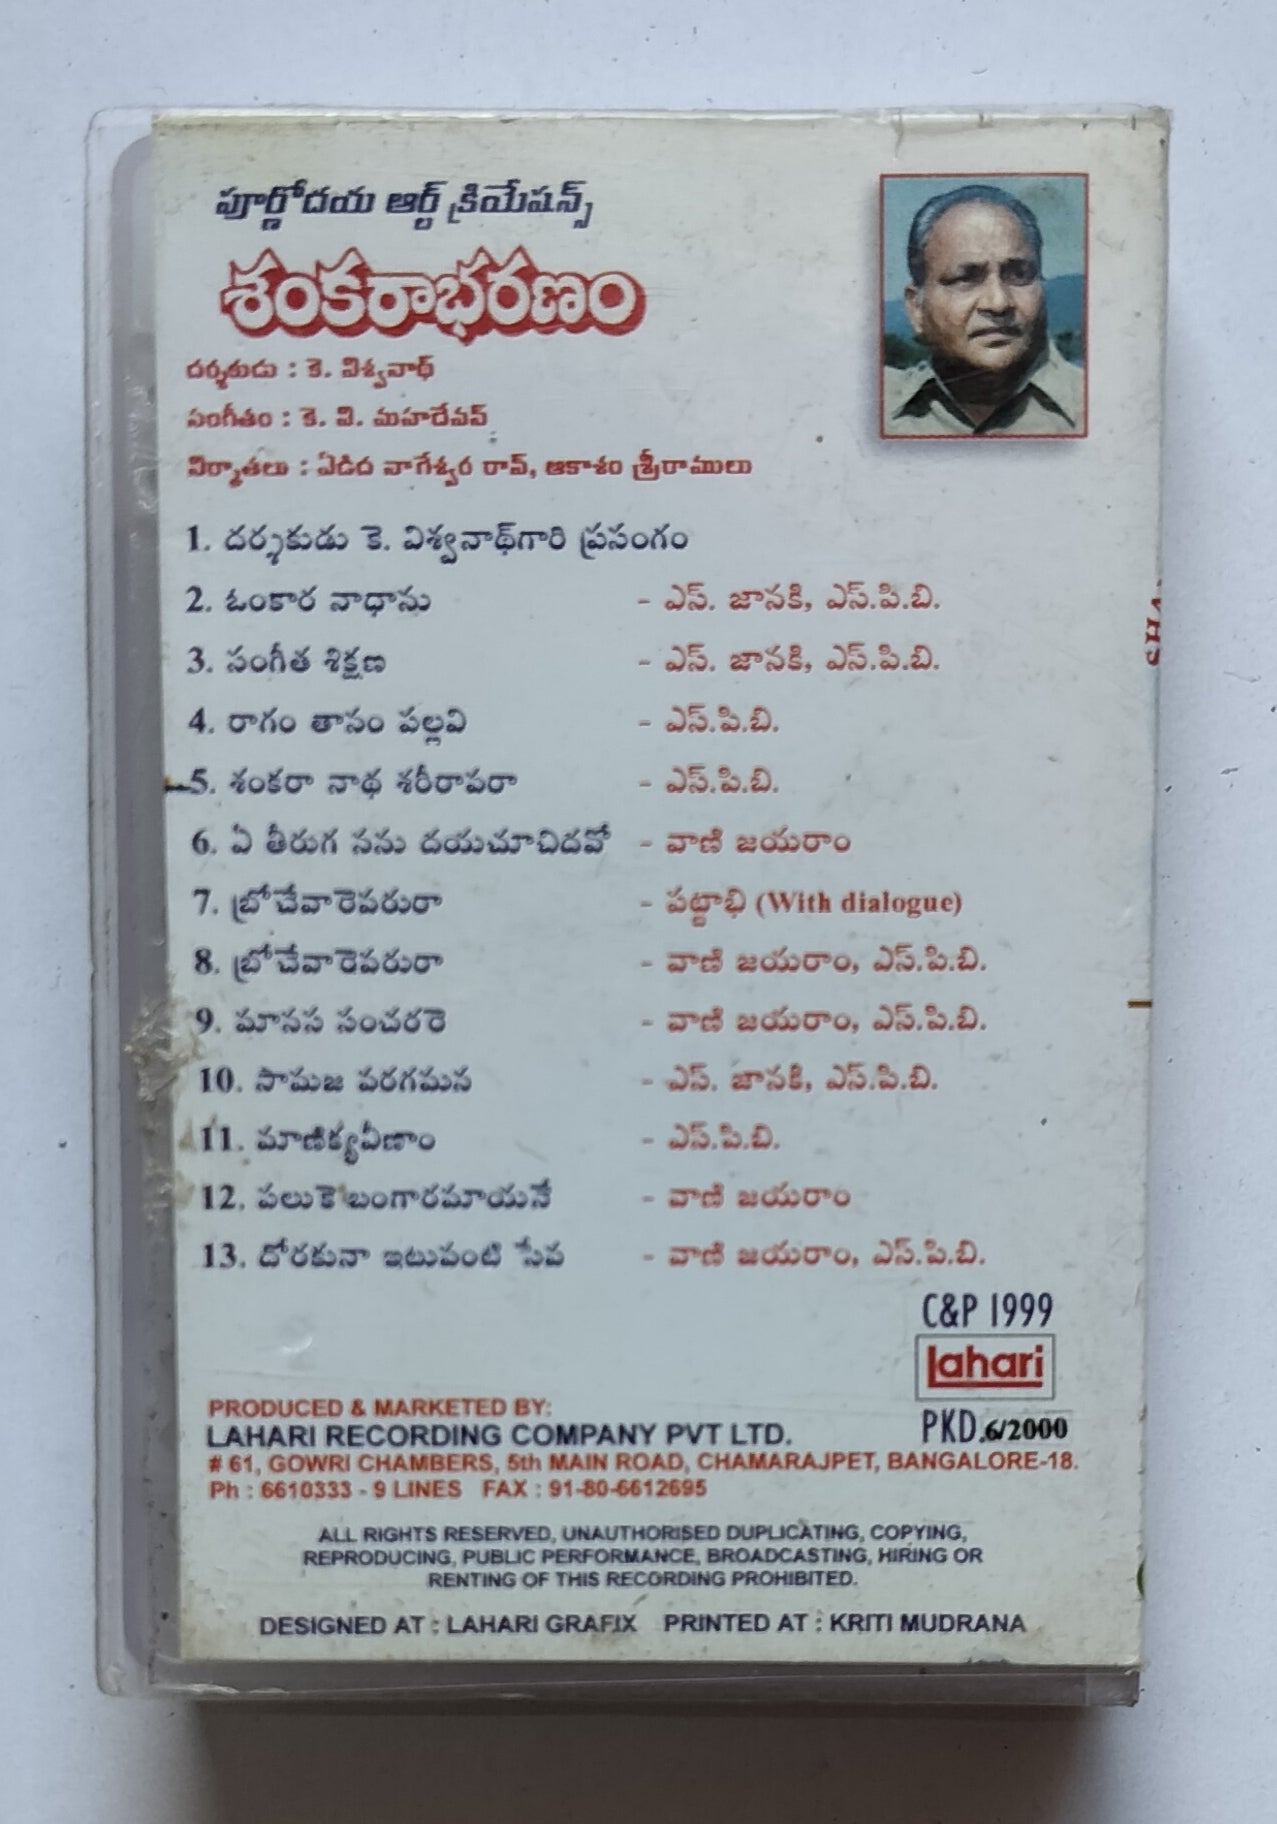 పూర్ణోదయ ఆర్ట్ క్రియేషన్స్
శంకరాభరణం
దర్శకుడు : కె. విశ్వనాథ్
సంగీతం : కె. వి. మహదేవన్
నిర్మాతలు : ఏడిద నాగేశ్వర రావ్, ఆకాశం శ్రీరాములు
1. దర్శకుడు కె. విశ్వనాథ్‌గారి ప్రసంగం
2. ఓంకార నాధాను - ఎస్. జానకి, ఎస్.పి.బి.
3. సంగీత శిక్షణ - ఎస్. జానకి, ఎస్.పి.బి.
4. రాగం తానం పల్లవి - ఎస్.పి.బి.
5. శంకరా నాథ శరీరాపరా - ఎస్.పి.బి.
6. ఏ తీరుగ నను దయచూచిదవో - వాణి జయరాం
7. బ్రోచేవారెవరురా - పట్టాభి (With dialogue)
8. బ్రోచేవారెవరురా - వాణి జయరాం, ఎస్.పి.బి.
9. మానస సంచరరె - వాణి జయరాం, ఎస్.పి.బి.
10. సామజ వరగమన - ఎస్. జానకి, ఎస్.పి.బి.
11. మాణిక్యవీణాం - ఎస్.పి.బి.
12. పలుకె బంగారమాయనే - వాణి జయరాం
13. దోరకునా ఇటువంటి సేవ - వాణి జయరాం, ఎస్.పి.బి.
C&P 1999
Lahari
PKD.6/2000
PRODUCED & MARKETED BY:
LAHARI RECORDING COMPANY PVT LTD.
# 61, GOWRI CHAMBERS, 5th MAIN ROAD, CHAMARAJPET, BANGALORE-18.
Ph : 6610333 - 9 LINES FAX : 91-80-6612695
ALL RIGHTS RESERVED, UNAUTHORISED DUPLICATING, COPYING,
REPRODUCING, PUBLIC PERFORMANCE, BROADCASTING, HIRING OR
RENTING OF THIS RECORDING PROHIBITED.
DESIGNED AT : LAHARI GRAFIX PRINTED AT : KRITI MUDRANA